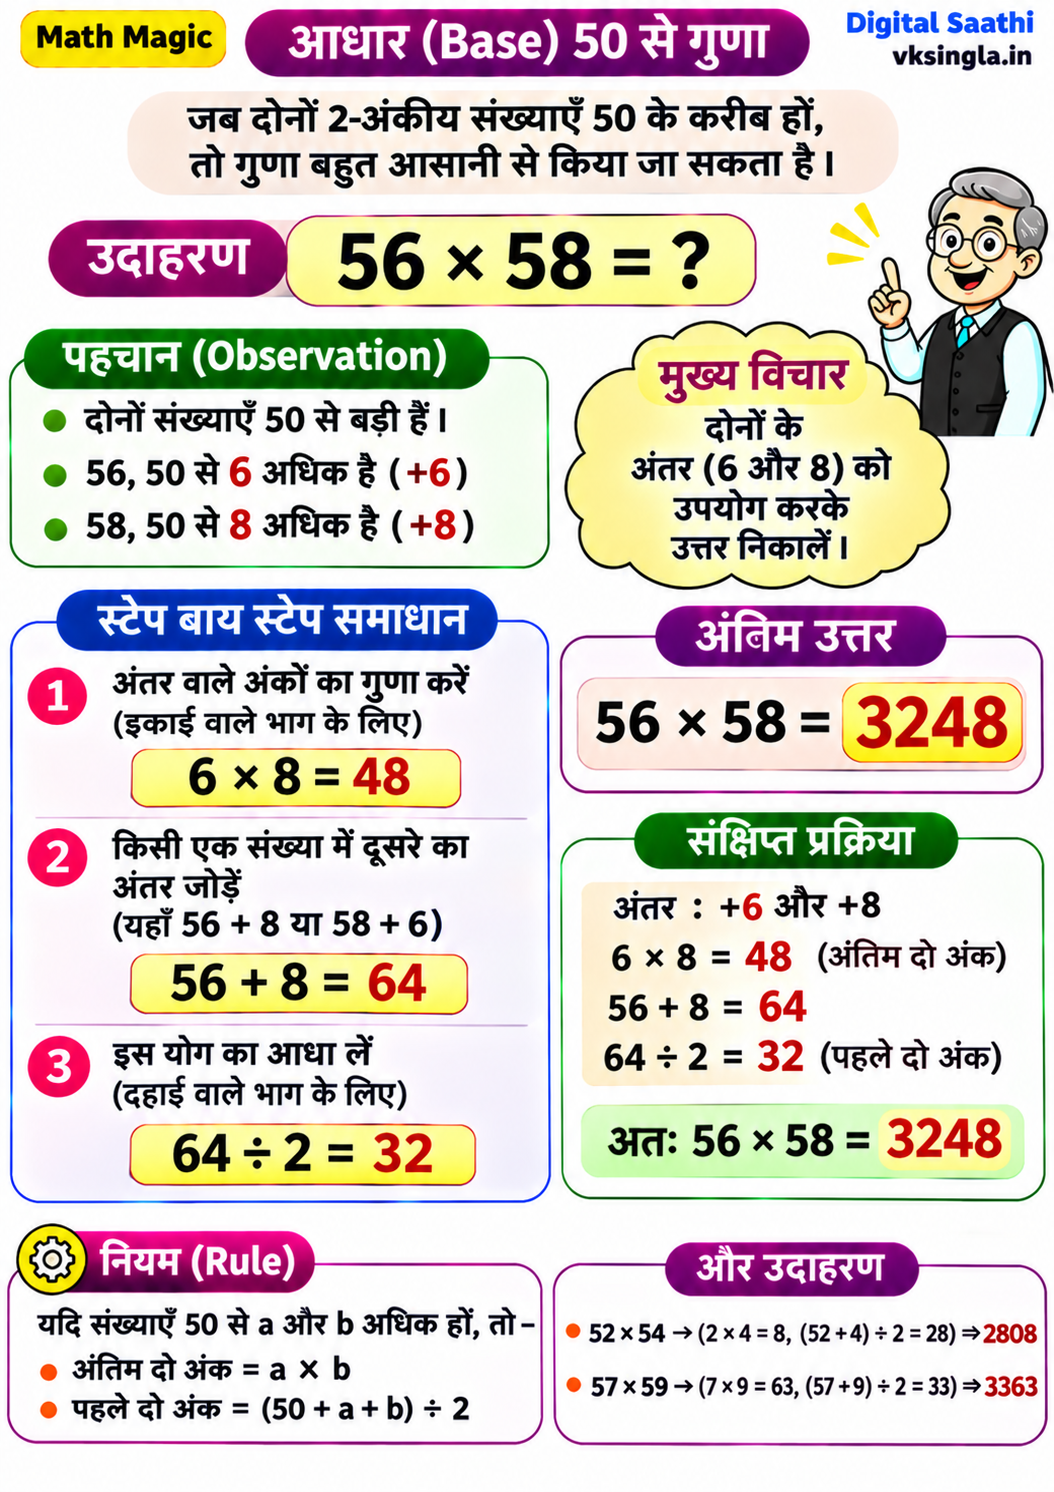 Math Magic
आधार (Base) 50 से गुणा
Digital Saathi
vksingla.in
जब दोनों 2-अंकीय संख्याएँ 50 के करीब हों,
तो गुणा बहुत आसानी से किया जा सकता है।
उदाहरण
56 × 58 = ?
पहचान (Observation)
दोनों संख्याएँ 50 से बड़ी हैं।
56, 50 से 6 अधिक है (+6)
58, 50 से 8 अधिक है (+8)
मुख्य विचार
दोनों के
अंतर (6 और 8) को
उपयोग करके
उत्तर निकालें।
स्टेप बाय स्टेप समाधान
1
अंतर वाले अंकों का गुणा करें
(इकाई वाले भाग के लिए)
6 × 8 = 48
2
किसी एक संख्या में दूसरे का
अंतर जोड़ें
(यहाँ 56 + 8 या 58 + 6)
56 + 8 = 64
3
इस योग का आधा लें
(दहाई वाले भाग के लिए)
64 ÷ 2 = 32
अंतिम उत्तर
56 × 58 = 3248
संक्षिप्त प्रक्रिया
अंतर : +6 और +8
6 × 8 = 48 (अंतिम दो अंक)
56 + 8 = 64
64 ÷ 2 = 32 (पहले दो अंक)
अतः 56 × 58 = 3248
नियम (Rule)
यदि संख्याएँ 50 से a और b अधिक हों, तो –
अंतिम दो अंक = a × b
पहले दो अंक = (50 + a + b) ÷ 2
और उदाहरण
52 × 54 → (2 × 4 = 8, (52 + 4) ÷ 2 = 28) ⇒ 2808
57 × 59 → (7 × 9 = 63, (57 + 9) ÷ 2 = 33) ⇒ 3363